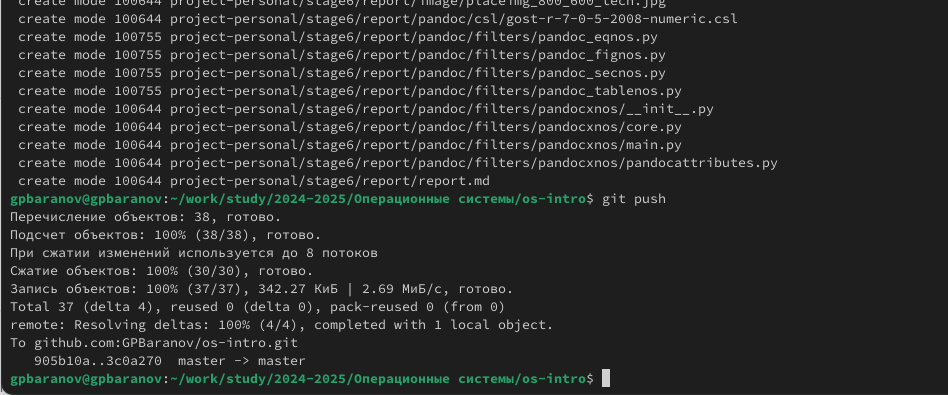 create mode 100644 project-personal/stage6/report/image/placeimg_800_600_tech.jpg
create mode 100644 project-personal/stage6/report/pandoc/csl/gost-r-7-0-5-2008-numeric.csl
create mode 100755 project-personal/stage6/report/pandoc/filters/pandoc_eqnos.py
create mode 100755 project-personal/stage6/report/pandoc/filters/pandoc_fignos.py
create mode 100755 project-personal/stage6/report/pandoc/filters/pandoc_secnos.py
create mode 100755 project-personal/stage6/report/pandoc/filters/pandoc_tablenos.py
create mode 100644 project-personal/stage6/report/pandoc/filters/pandocxnos/__init__.py
create mode 100644 project-personal/stage6/report/pandoc/filters/pandocxnos/core.py
create mode 100644 project-personal/stage6/report/pandoc/filters/pandocxnos/main.py
create mode 100644 project-personal/stage6/report/pandoc/filters/pandocxnos/pandocattributes.py
create mode 100644 project-personal/stage6/report/report.md
gpbaranov@gpbaranov:~/work/study/2024-2025/Операционные системы/os-intro$ git push
Перечисление объектов: 38, готово.
Подсчет объектов: 100% (38/38), готово.
При сжатии изменений используется до 8 потоков
Сжатие объектов: 100% (30/30), готово.
Запись объектов: 100% (37/37), 342.27 КиБ | 2.69 МиБ/с, готово.
Total 37 (delta 4), reused 0 (delta 0), pack-reused 0 (from 0)
remote: Resolving deltas: 100% (4/4), completed with 1 local object.
To github.com:GPBaranov/os-intro.git
905b10a..3c0a270  master -> master
gpbaranov@gpbaranov:~/work/study/2024-2025/Операционные системы/os-intro$